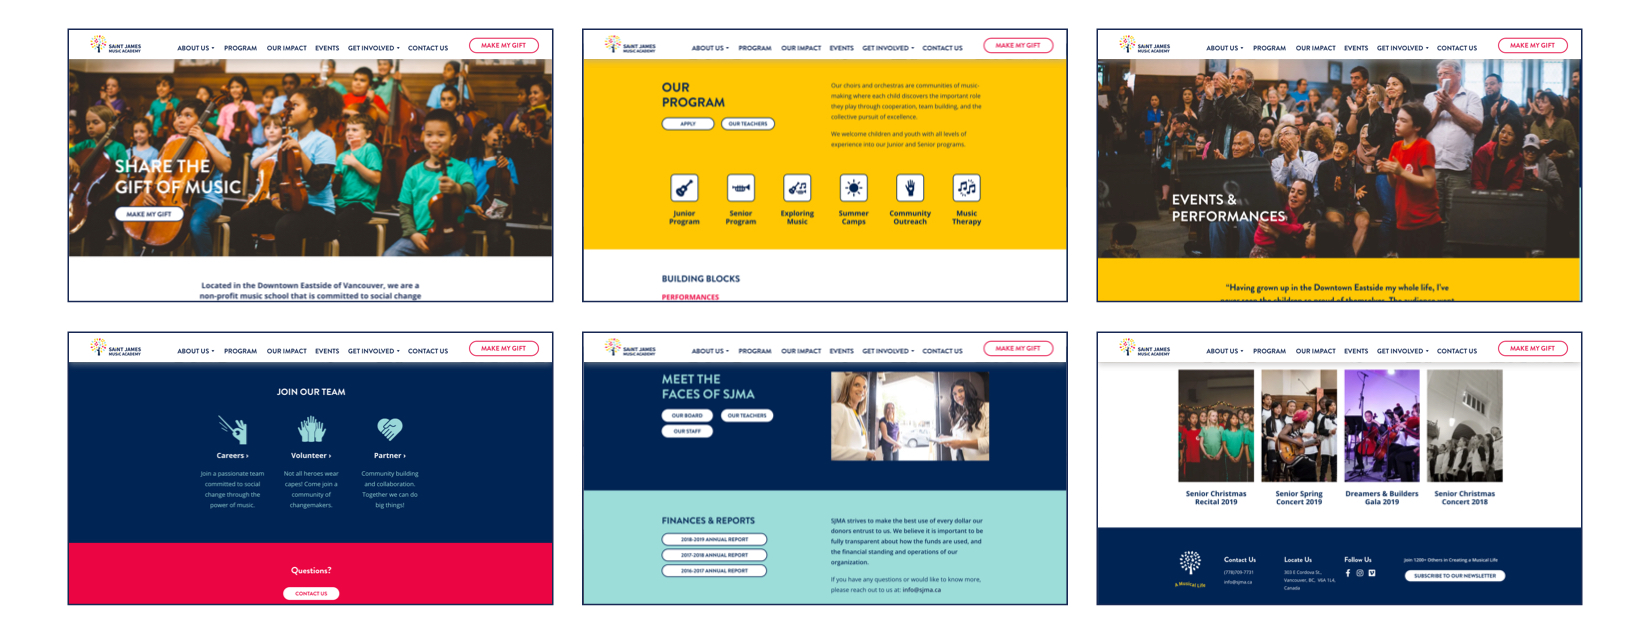 SAINT JAMES
MUSIC ACADEMY
ABOUT US PROGRAM OUR IMPACT EVENTS GET INVOLVED CONTACT US
MAKE MY GIFT
SHARE THE
GIFT OF MUSIC
MAKE MY GIFT
Located in the Downtown Eastside of Vancouver, we are a
non-profit music school that is committed to social change
SAINT JAMES
MUSIC ACADEMY
ABOUT US PROGRAM OUR IMPACT EVENTS GET INVOLVED CONTACT US
MAKE MY GIFT
OUR
PROGRAM
APPLY OUR TEACHERS
Our choirs and orchestras are communities of music-
making where each child discovers the important role
they play through cooperation, team building, and the
collective pursuit of excellence.
We welcome children and youth with all levels of
experience into our Junior and Senior programs.
Junior
Program
Senior
Program
Exploring
Music
Summer
Camps
Community
Outreach
Music
Therapy
BUILDING BLOCKS
PERFORMANCES
SAINT JAMES
MUSIC ACADEMY
ABOUT US PROGRAM OUR IMPACT EVENTS GET INVOLVED CONTACT US
MAKE MY GIFT
EVENTS &
PERFORMANCES
“Having grown up in the Downtown Eastside my whole life, I’ve
never seen the children so proud of themselves. The audience went
SAINT JAMES
MUSIC ACADEMY
ABOUT US PROGRAM OUR IMPACT EVENTS GET INVOLVED CONTACT US
MAKE MY GIFT
JOIN OUR TEAM
Careers ›
Join a passionate team
committed to social
change through the
power of music.
Volunteer ›
Not all heroes wear
capes! Come join a
community of
changemakers.
Partner ›
Community building
and collaboration.
Together we can do
big things!
Questions?
CONTACT US
SAINT JAMES
MUSIC ACADEMY
ABOUT US PROGRAM OUR IMPACT EVENTS GET INVOLVED CONTACT US
MAKE MY GIFT
MEET THE
FACES OF SJMA
OUR BOARD OUR TEACHERS
OUR STAFF
FINANCES & REPORTS
2018-2019 ANNUAL REPORT
2017-2018 ANNUAL REPORT
2016-2017 ANNUAL REPORT
SJMA strives to make the best use of every dollar our
donors entrust to us. We believe it is important to be
fully transparent about how the funds are used, and
the financial standing and operations of our
organization.
If you have any questions or would like to know more,
please reach out to us at: info@sjma.ca
SAINT JAMES
MUSIC ACADEMY
ABOUT US PROGRAM OUR IMPACT EVENTS GET INVOLVED CONTACT US
MAKE MY GIFT
Senior Christmas
Recital 2019
Senior Spring
Concert 2019
Dreamers & Builders
Gala 2019
Senior Christmas
Concert 2018
A Musical Life
Contact Us
(778)709-7731
info@sjma.ca
Locate Us
303 E Cordova St,
Vancouver, BC, V6A 1L4,
Canada
Follow Us
Join 1200+ Others in Creating a Musical Life
SUBSCRIBE TO OUR NEWSLETTER